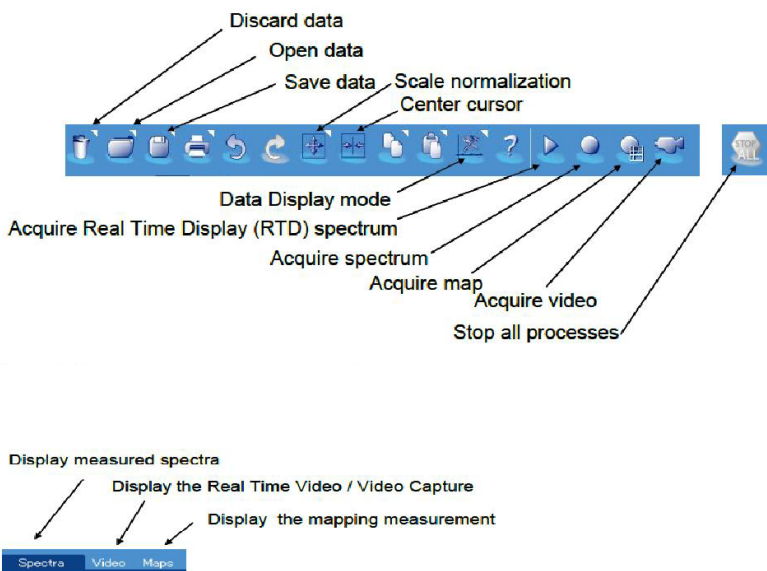 Discard data
Open data
Save data
Scale normalization
Center cursor
STOP
ALL
Data Display mode
Acquire Real Time Display (RTD) spectrum
Acquire spectrum
Acquire map
Acquire video
Stop all processes
Display measured spectra
Display the Real Time Video / Video Capture
Display the mapping measurement
Spectra Video Maps